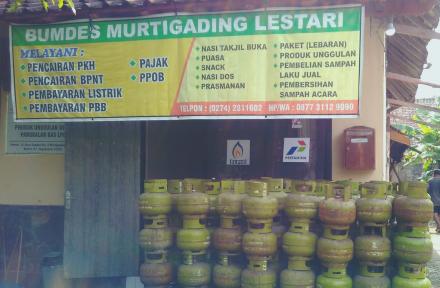 BUMDES MURTIGADING LESTARI
MELAYANI :
• PENCAIRAN PKH
• PENCAIRAN BPNT
• PEMBAYARAN LISTRIK
• PEMBAYARAN PBB
• PAJAK
• PPOB
• NASI TAKJIL BUKA
PUASA
• SNACK
• NASI DOS
• PRASMANAN
• PAKET (LEBARAN)
• PRODUK UNGGULAN
• PEMBELIAN SAMPAH
LAKU JUAL
• PEMBERSIHAN
SAMPAH ACARA
TELPON : (0274) 2811602 HP/WA : 0877 3112 9090
PRODUK UNGGULAN
PERTAMINA